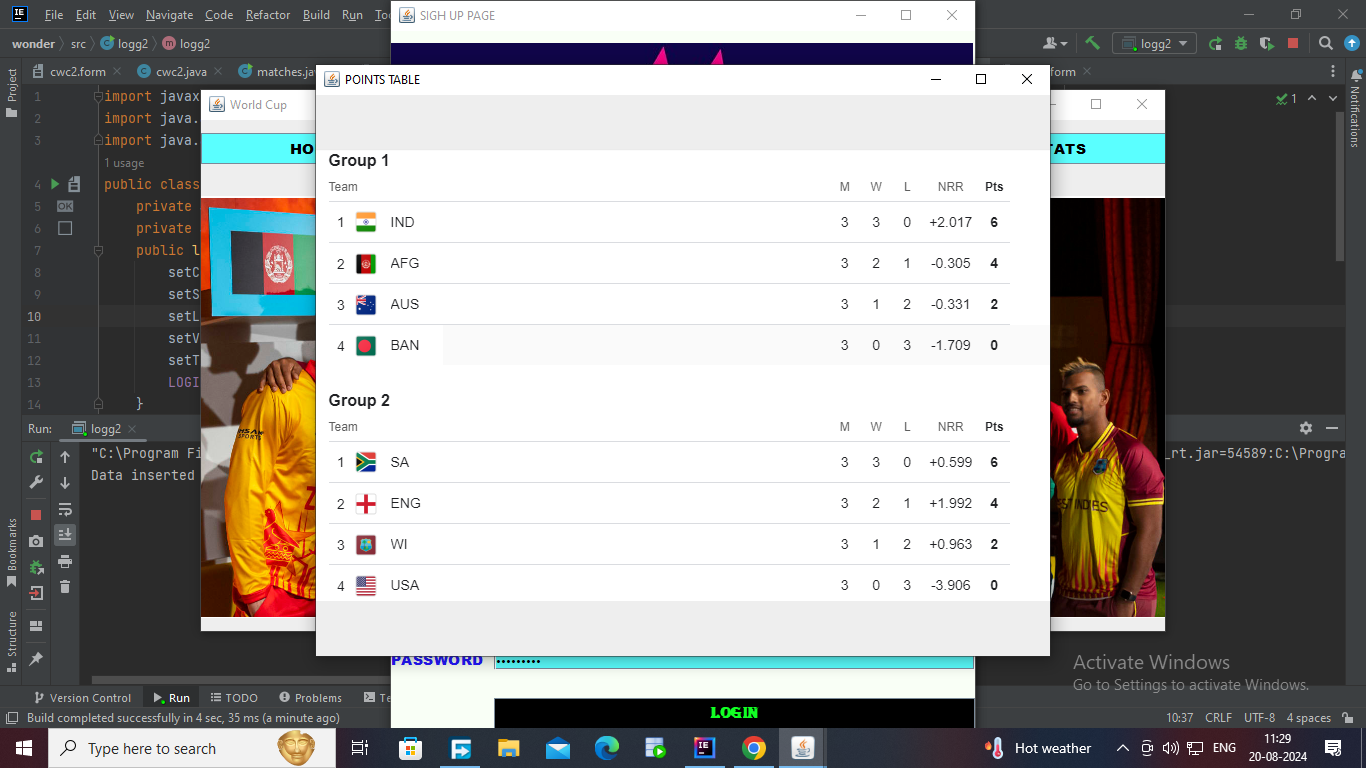 File Edit View Navigate Code Refactor Build Run
SIGH UP PAGE
wonder src logg2 logg2
logg2
cwc2.form cwc2.java
Project
Notifications
1 import javax
2 import java.
3 import java.
1 usage
4 public class
5 private
6 private
7 public
8 setC
9 setS
10 setL
11 setV
12 setT
13 LOGI
14 }
1
World Cup
HO
TATS
POINTS TABLE
Group 1
Team M W L NRR Pts
1 IND 3 3 0 +2.017 6
2 AFG 3 2 1 -0.305 4
3 AUS 3 1 2 -0.331 2
4 BAN 3 0 3 -1.709 0
Group 2
Team M W L NRR Pts
1 SA 3 3 0 +0.599 6
2 ENG 3 2 1 +1.992 4
3 WI 3 1 2 +0.963 2
4 USA 3 0 3 -3.906 0
Run: logg2
"C:\Program Fi
_rt.jar=54589:C:\Progra
Data inserted
Bookmarks
Structure
PASSWORD •••••••••
LOGIN
Activate Windows
Go to Settings to activate Windows.
Version Control Run TODO Problems Te
Build completed successfully in 4 sec, 35 ms (a minute ago)
10:37 CRLF UTF-8 4 spaces
Type here to search
Hot weather
ENG
11:29
20-08-2024